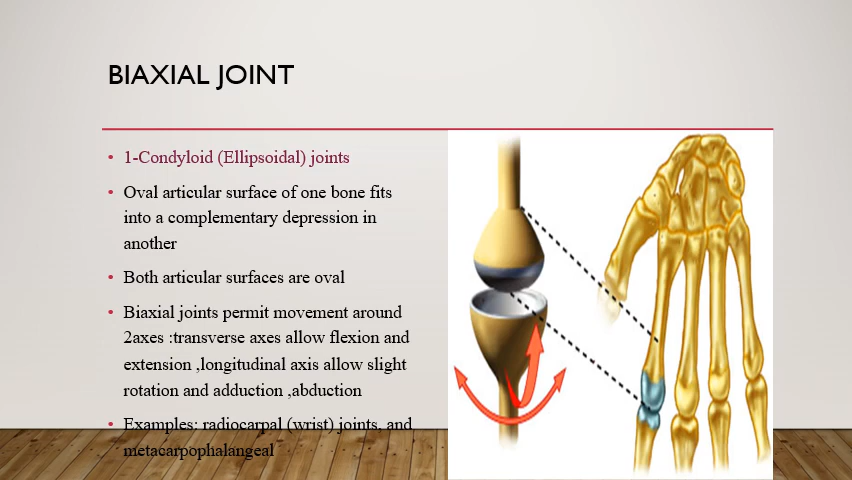 BIAXIAL JOINT
• 1-Condyloid (Ellipsoidal) joints
• Oval articular surface of one bone fits
into a complementary depression in
another
• Both articular surfaces are oval
• Biaxial joints permit movement around
2axes :transverse axes allow flexion and
extension ,longitudinal axis allow slight
rotation and adduction ,abduction
• Examples: radiocarpal (wrist) joints, and
metacarpophalangeal